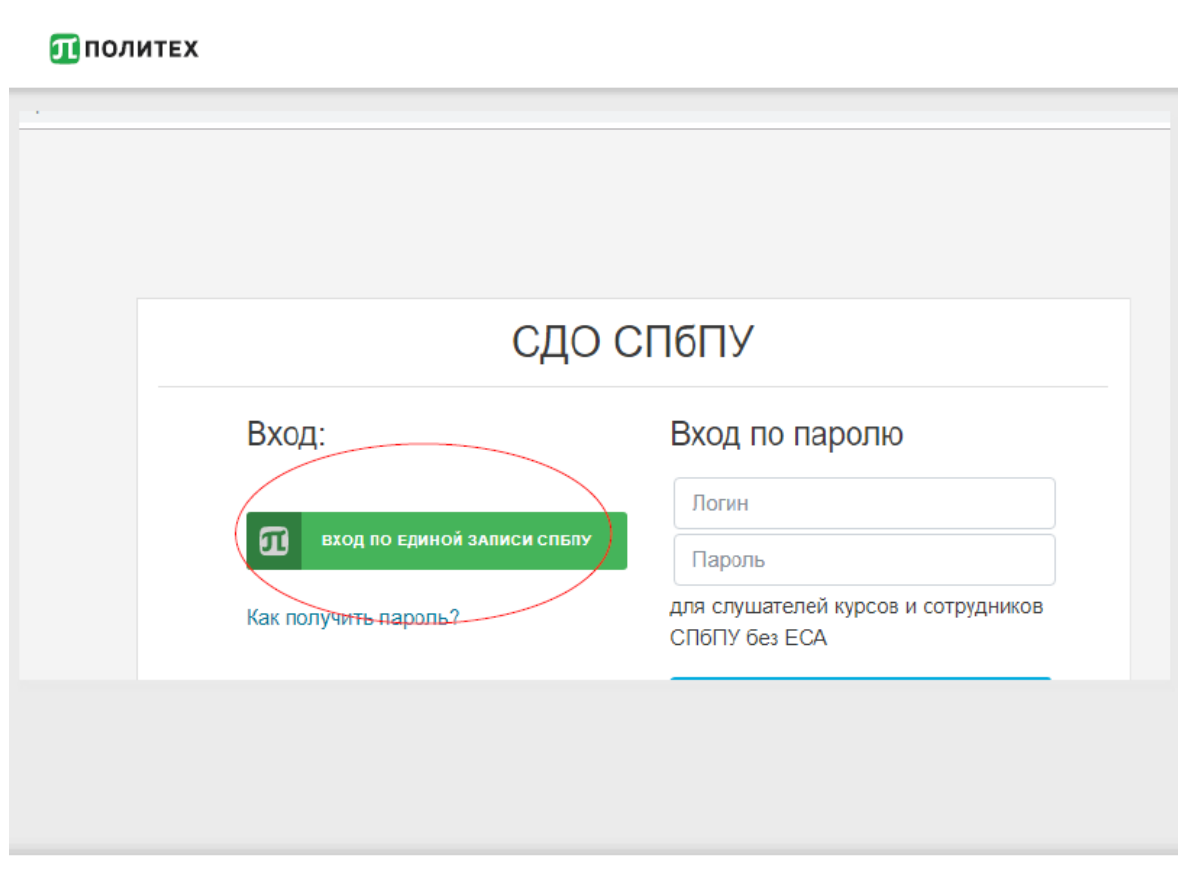 ПОЛИТЕХ
СДО СПбПУ
Вход:
ВХОД ПО ЕДИНОЙ ЗАПИСИ СПБПУ
Как получить пароль?
Вход по паролю
Логин
Пароль
для слушателей курсов и сотрудников
СПбПУ без ЕСА